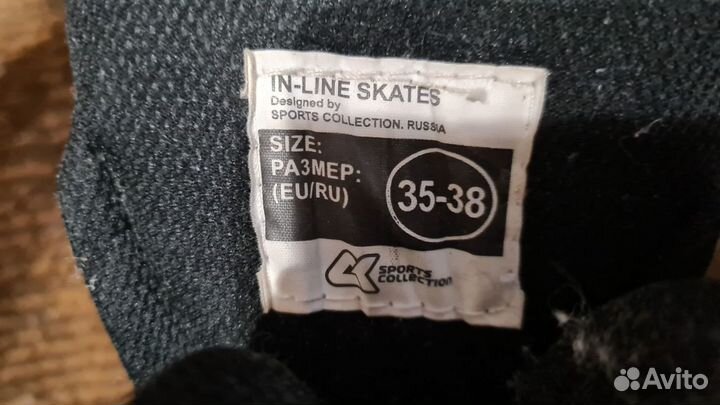 IN-LINE SKATES
Designed by
SPORTS COLLECTION. RUSSIA
SIZE:
РАЗМЕР:
(EU/RU)
35-38
SPORTS
COLLECTION
Avito